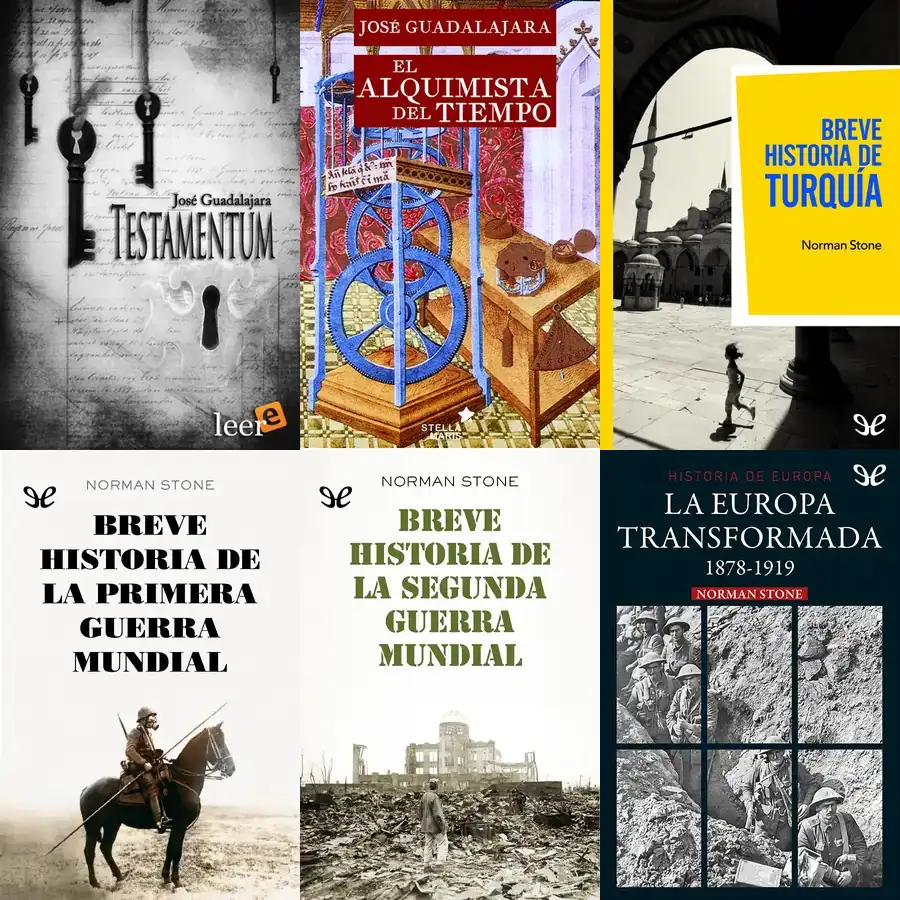 José Guadalajara
TESTAMENTUM
leere
JOSÉ GUADALAJARA
EL
ALQUIMISTA
DEL TIEMPO
STELLA
MARIS
BREVE
HISTORIA DE
TURQUÍA
Norman Stone
NORMAN STONE
BREVE
HISTORIA DE
LA PRIMERA
GUERRA
MUNDIAL
NORMAN STONE
BREVE
HISTORIA DE
LA SEGUNDA
GUERRA
MUNDIAL
HISTORIA DE EUROPA
LA EUROPA
TRANSFORMADA
1878-1919
NORMAN STONE